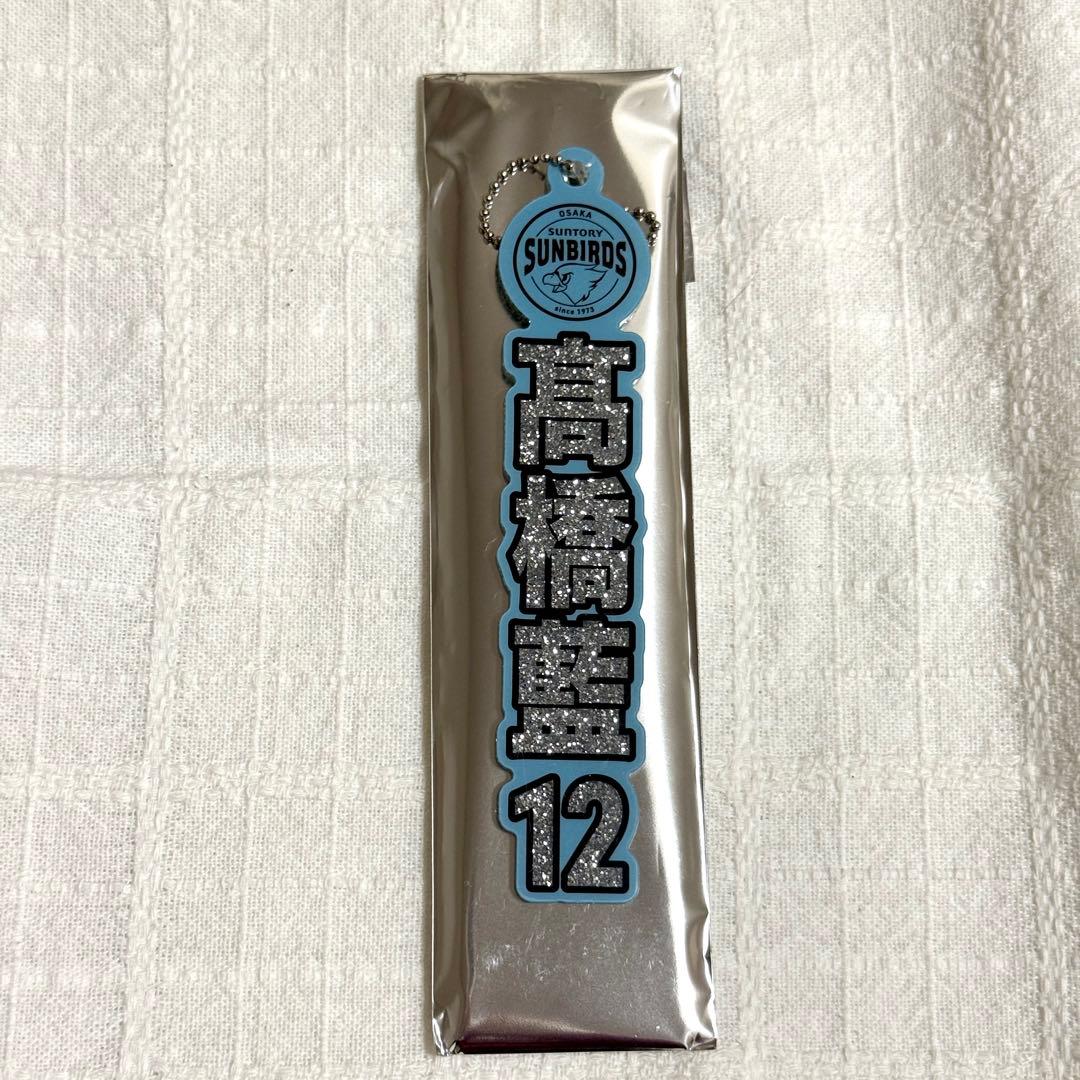 OSAKA
SUNTORY
SUNBIRDS
since 1973
髙
橋
藍
12